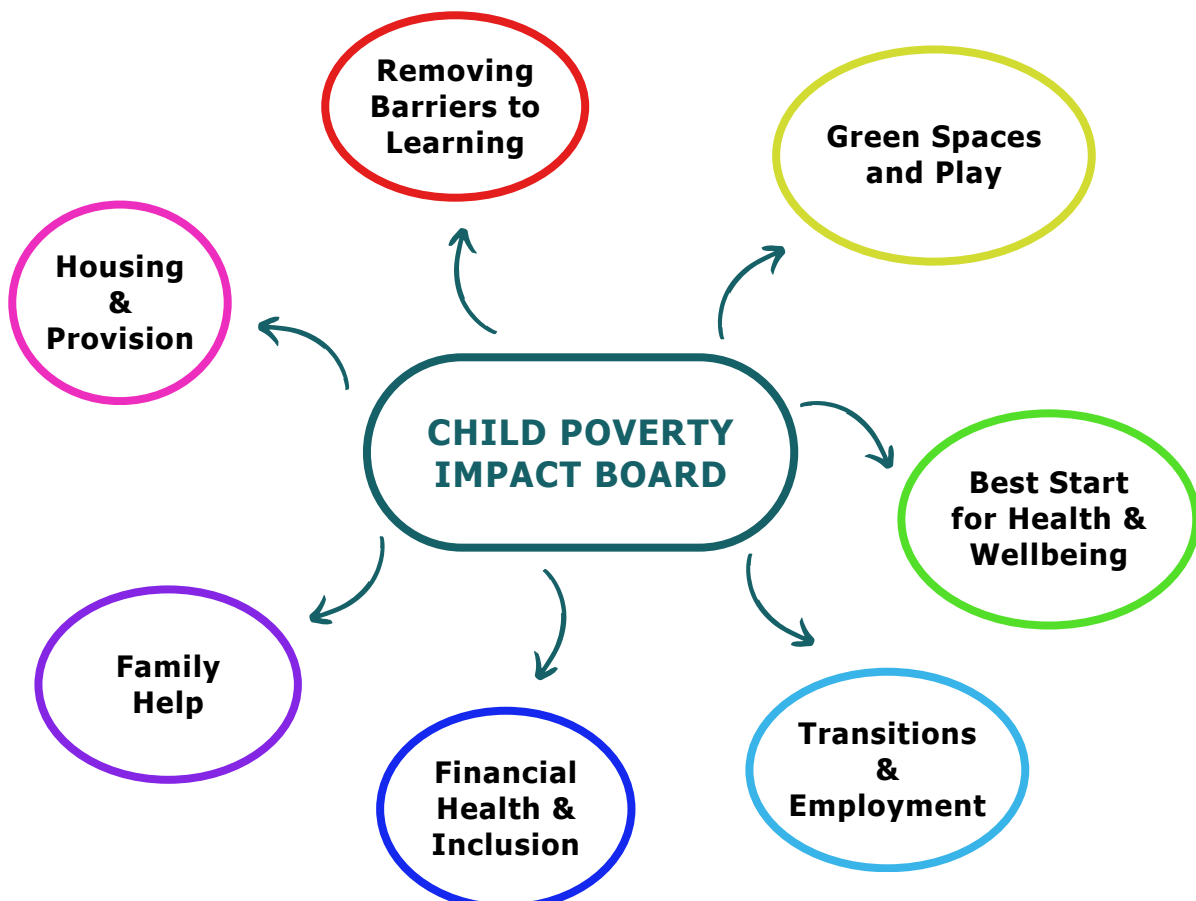 Removing
Barriers to
Learning
Green Spaces
and Play
Housing
&
Provision
CHILD POVERTY
IMPACT BOARD
Best Start
for Health &
Wellbeing
Family
Help
Financial
Health &
Inclusion
Transitions
&
Employment